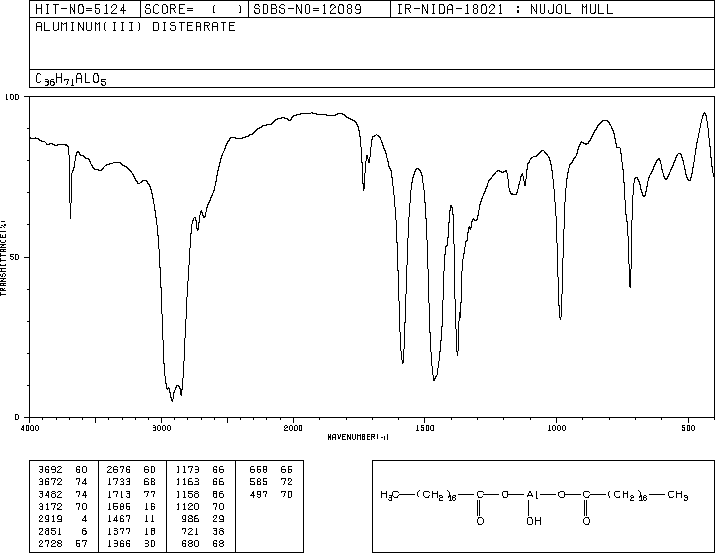 HIT-NO=5124 SCORE= ( ) SDBS-NO=12089 IR-NIDA-18021 : NUJOL MULL
ALUMINUM(III) DISTEARATE
C36H71ALO5
100
50
0
TRANSMITTANCE(%)
4000 3000 2000 1500 1000 500
WAVENUMBER(-1)
3692 60 2676 60 1173 66 668 66
3672 74 1733 68 1163 66 585 72
3482 74 1713 77 1158 66 497 70
3172 70 1586 16 1120 70
2919 4 1467 11 986 29
2851 6 1377 18 721 38
2728 57 1366 30 680 68
H3C—(CH2)16—C—O—Al—O—C—(CH2)16—CH3
O OH O